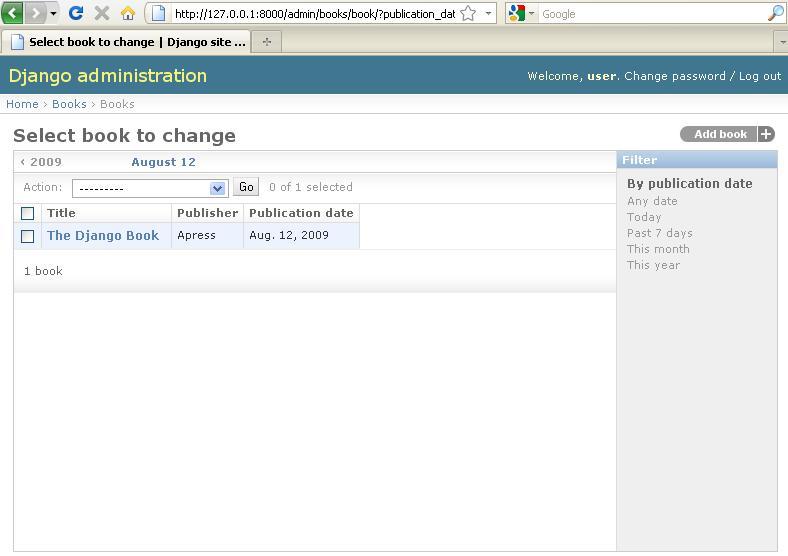 http://127.0.0.1:8000/admin/books/book/?publication_dat
Google
Select book to change | Django site ...
Django administration
Welcome, user. Change password / Log out
Home › Books › Books
Select book to change
Add book +
‹ 2009 August 12
Filter
By publication date
Any date
Today
Past 7 days
This month
This year
Action: --------- Go 0 of 1 selected
Title Publisher Publication date
The Django Book Apress Aug. 12, 2009
1 book